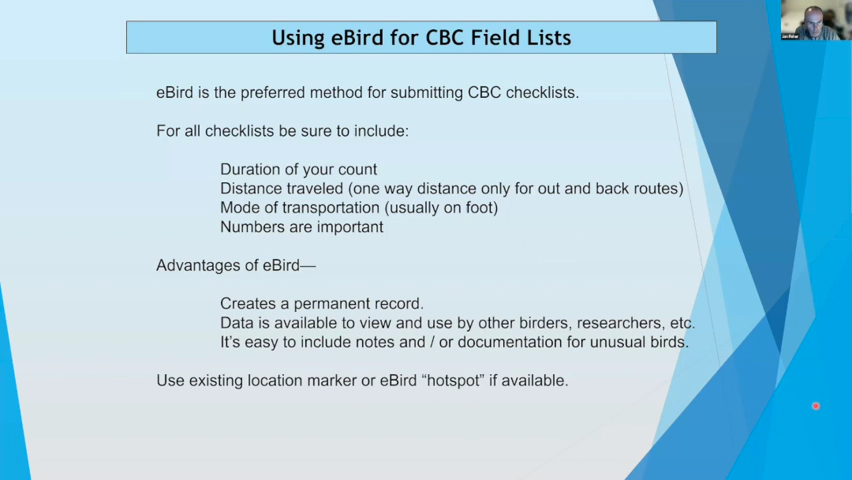 Using eBird for CBC Field Lists
eBird is the preferred method for submitting CBC checklists.
For all checklists be sure to include:
Duration of your count
Distance traveled (one way distance only for out and back routes)
Mode of transportation (usually on foot)
Numbers are important
Advantages of eBird—
Creates a permanent record.
Data is available to view and use by other birders, researchers, etc.
It’s easy to include notes and / or documentation for unusual birds.
Use existing location marker or eBird “hotspot” if available.